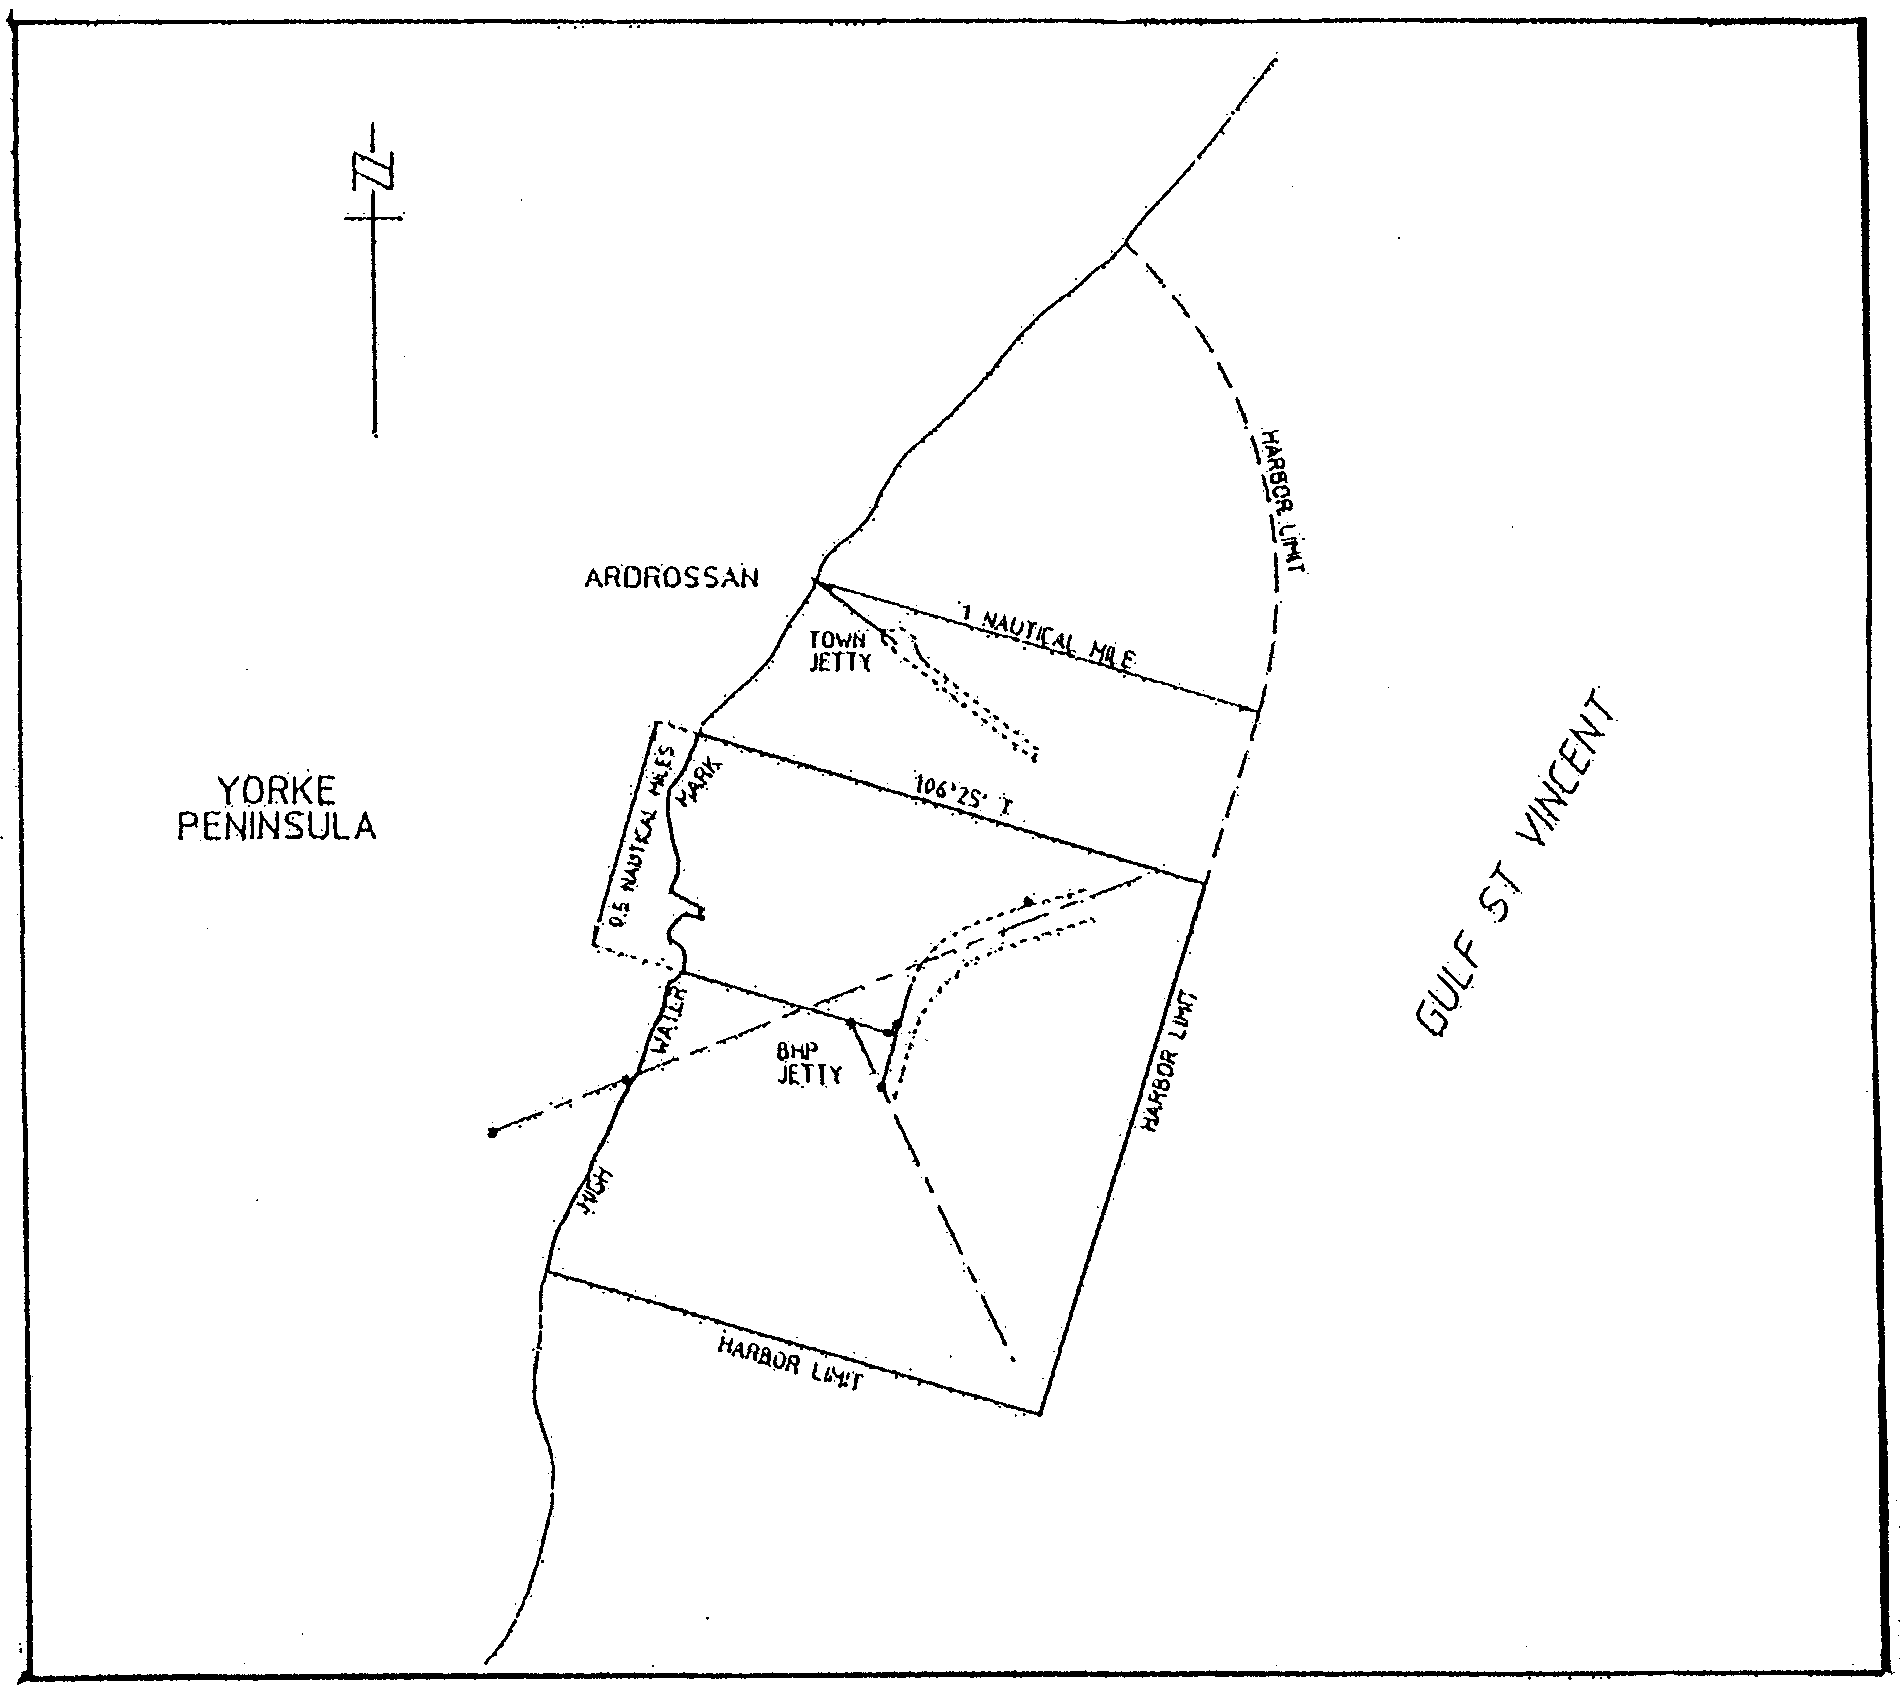 N
HARBOR LIMIT
ARDROSSAN
1 NAUTICAL MILE
TOWN
JETTY
0.5 NAUTICAL MILES
MARK
106°25' T
YORKE
PENINSULA
GULF ST VINCENT
WATER
BHP
JETTY
HARBOR LIMIT
HIGH
HARBOR LIMIT